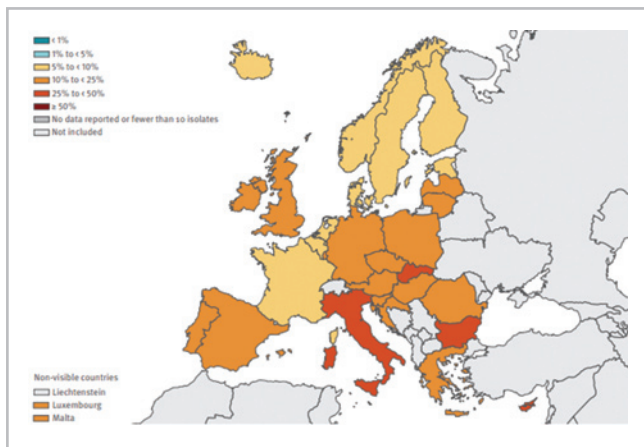 < 1%
1% to < 5%
5% to < 10%
10% to < 25%
25% to < 50%
≥ 50%
No data reported or fewer than 10 isolates
Not included
Non-visible countries
Liechtenstein
Luxembourg
Malta